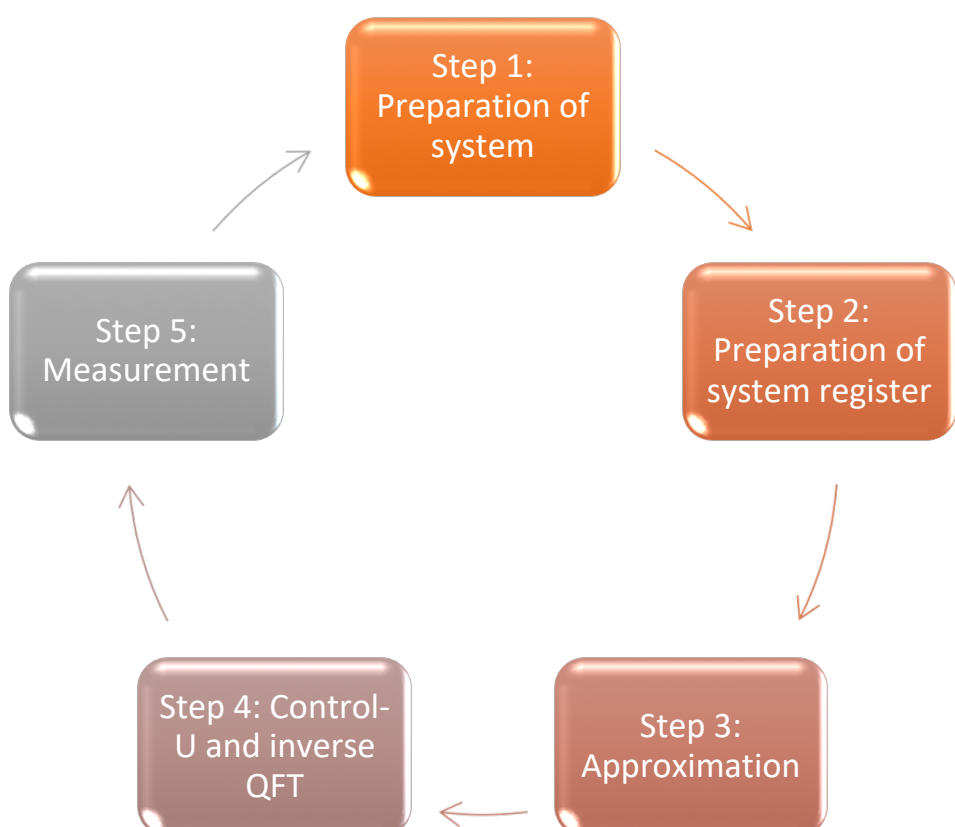 Step 1:
Preparation of
system
Step 2:
Preparation of
system register
Step 3:
Approximation
Step 4: Control-
U and inverse
QFT
Step 5:
Measurement